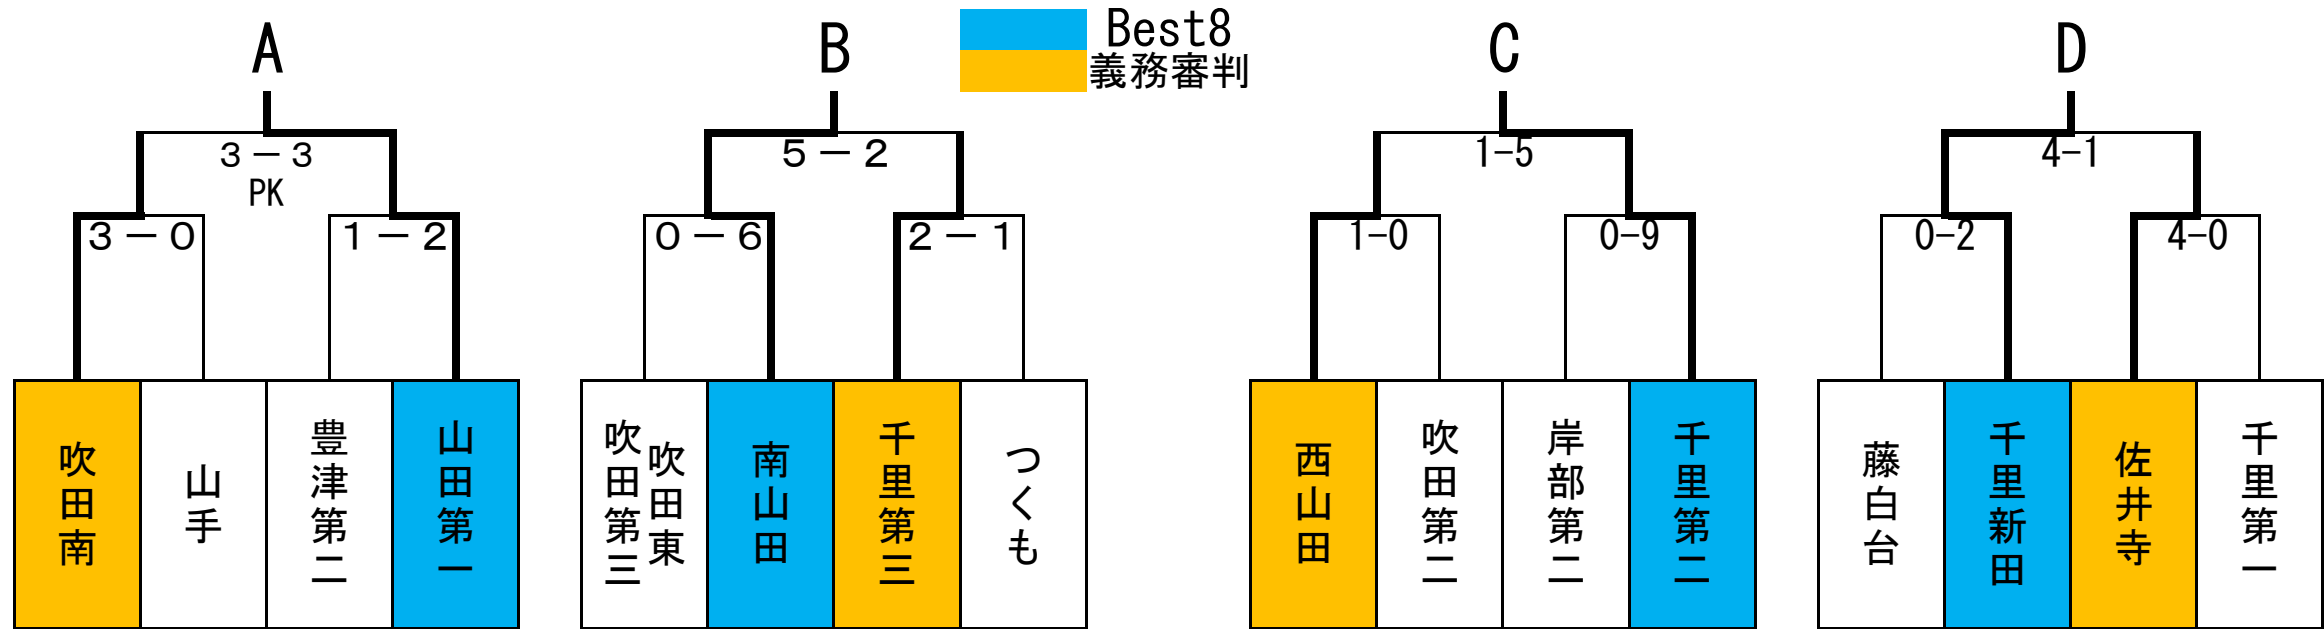 Best8
義務審判
A
B
C
D
3－3
PK
5－2
1-5
4-1
3－0
1－2
0－6
2－1
1-0
0-9
0-2
4-0
吹田南
山手
豊津第二
山田第一
吹田東
吹田第三
南山田
千里第三
つくも
西山田
吹田第二
岸部第二
千里第二
藤白台
千里新田
佐井寺
千里第一